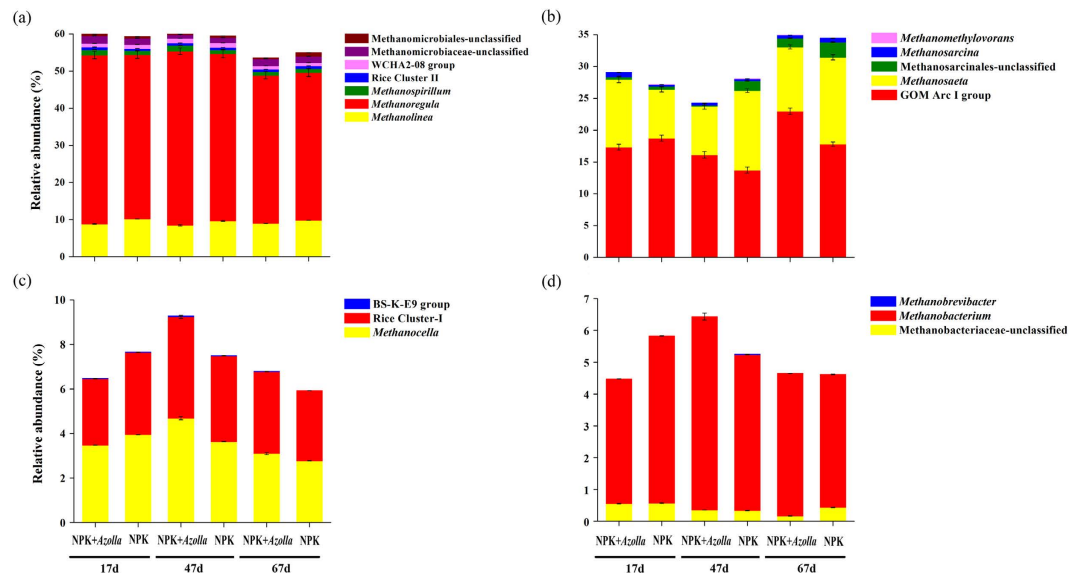 (a)
Relative abundance (%)
60
50
40
30
20
10
0
Methanomicrobiales-unclassified
Methanomicrobiaceae-unclassified
WCHA2-08 group
Rice Cluster II
Methanospirillum
Methanoregula
Methanolinea
(b)
35
30
25
20
15
10
5
0
Methanomethylovorans
Methanosarcina
Methanosarcinales-unclassified
Methanosaeta
GOM Arc I group
(c)
Relative abundance (%)
10
8
6
4
2
0
BS-K-E9 group
Rice Cluster-I
Methanocella
NPK+Azolla NPK NPK+Azolla NPK NPK+Azolla NPK
17d 47d 67d
(d)
7
6
5
4
3
2
1
0
Methanobrevibacter
Methanobacterium
Methanobacteriaceae-unclassified
NPK+Azolla NPK NPK+Azolla NPK NPK+Azolla NPK
17d 47d 67d